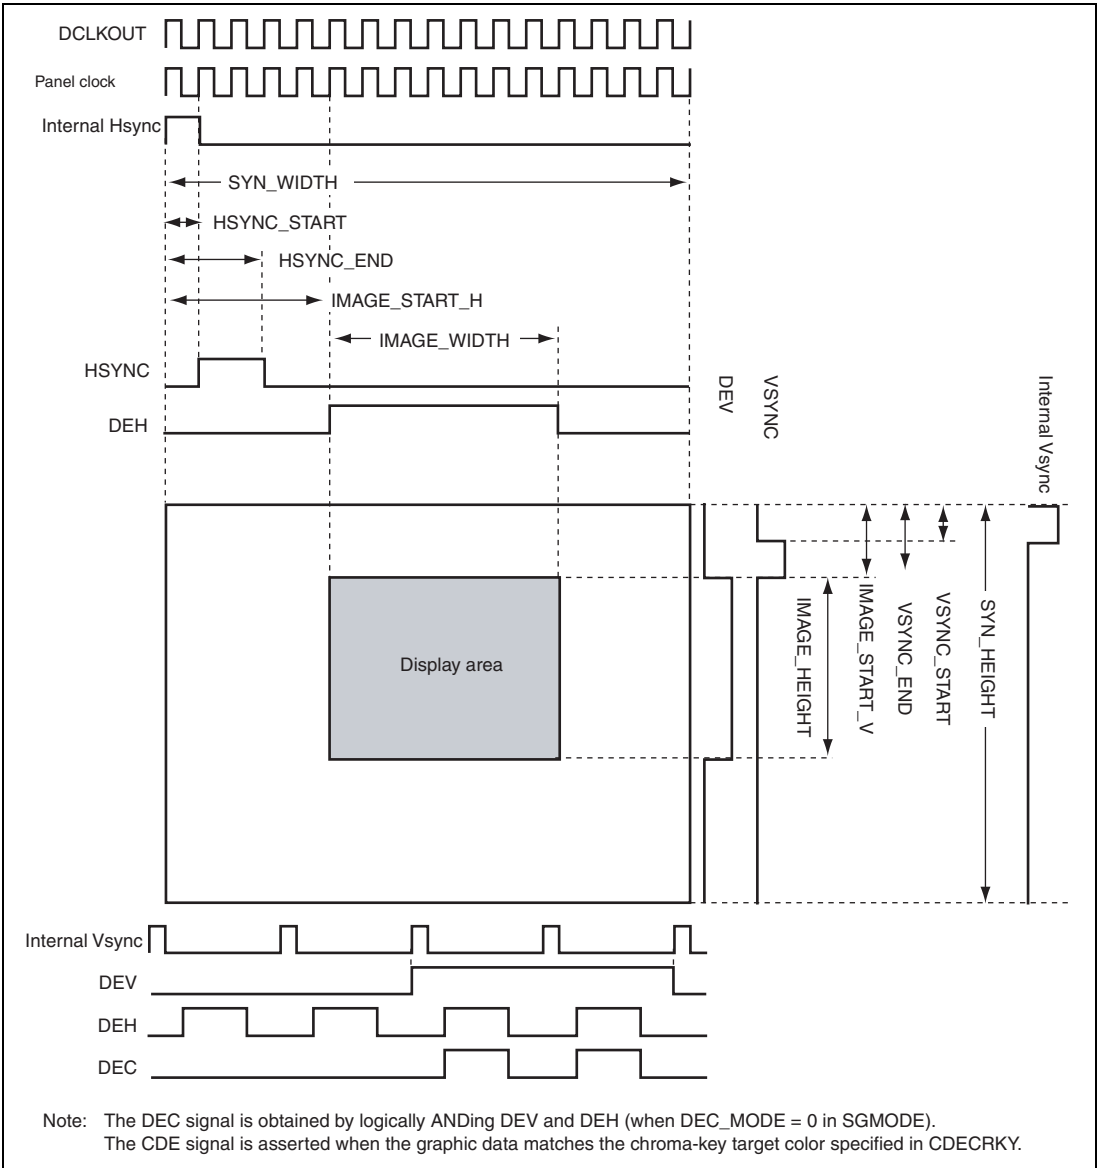 DCLKOUT
Panel clock
Internal Hsync
SYN_WIDTH
HSYNC_START
HSYNC_END
IMAGE_START_H
IMAGE_WIDTH
HSYNC
DEH
DEV
VSYNC
Internal Vsync
Display area
IMAGE_HEIGHT
IMAGE_START_V
VSYNC_END
VSYNC_START
SYN_HEIGHT
Internal Vsync
DEV
DEH
DEC
Note: The DEC signal is obtained by logically ANDing DEV and DEH (when DEC_MODE = 0 in SGMODE).
The CDE signal is asserted when the graphic data matches the chroma-key target color specified in CDECRKY.